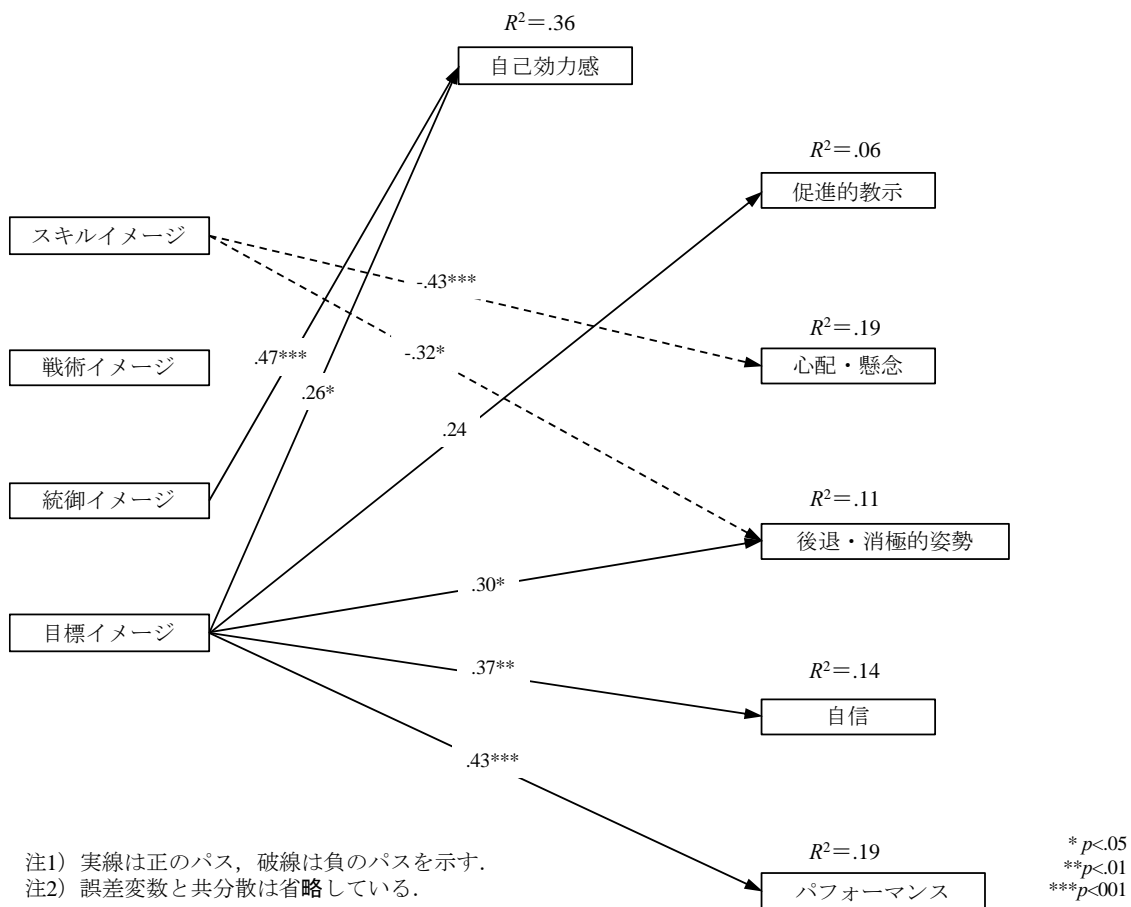 R²=.36
自己効力感
R²=.06
促進的教示
スキルイメージ
-.43***
R²=.19
心配・懸念
戦術イメージ
.47***
-.32*
.26*
.24
統御イメージ
R²=.11
後退・消極的姿勢
.30*
目標イメージ
.37**
R²=.14
自信
.43***
注1）実線は正のパス，破線は負のパスを示す．
注2）誤差変数と共分散は省略している．
R²=.19
パフォーマンス
* p<.05
**p<.01
***p<001